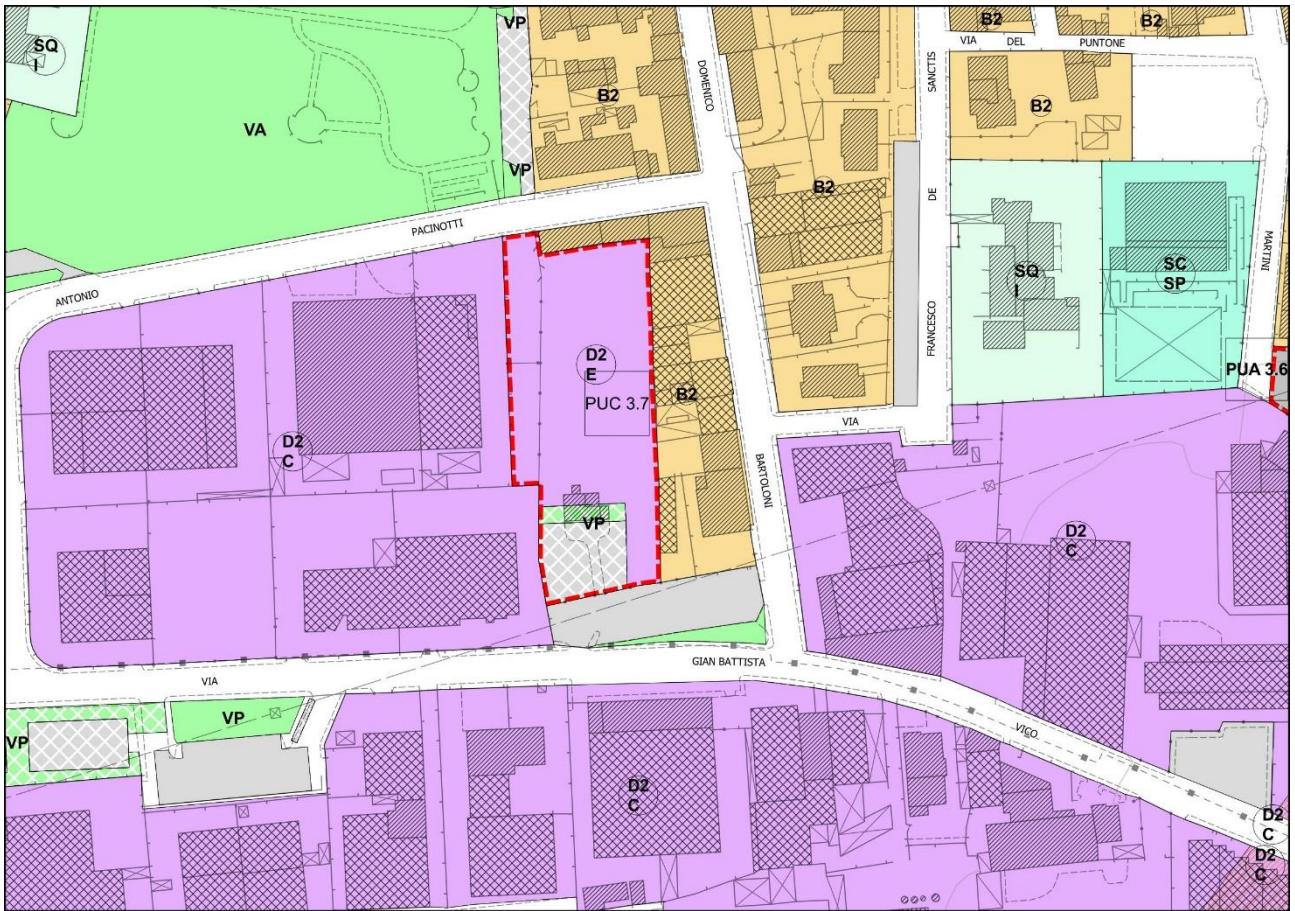 VP
B2
B2
SQ
I
VIA DEL PUNTONE
SANCTIS
DOMENICO
B2
B2
VA
VP
B2
DE
PACINOTTI
MARTINI
SQ
I
SC
SP
ANTONIO
FRANCESCO
D2
E
PUC 3.7
PUA 3.6
B2
VIA
D2
C
BARTOLONI
VP
D2
C
GIAN BATTISTA
VIA
VICO
VP
VP
D2
C
D2
C
D2
C